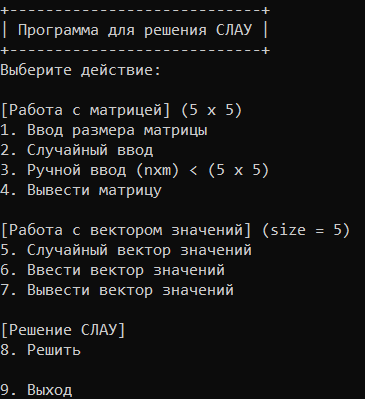 +----------------------------+
| Программа для решения СЛАУ |
+----------------------------+
Выберите действие:
[Работа с матрицей] (5 x 5)
1. Ввод размера матрицы
2. Случайный ввод
3. Ручной ввод (nxm) < (5 x 5)
4. Вывести матрицу
[Работа с вектором значений] (size = 5)
5. Случайный вектор значений
6. Ввести вектор значений
7. Вывести вектор значений
[Решение СЛАУ]
8. Решить
9. Выход